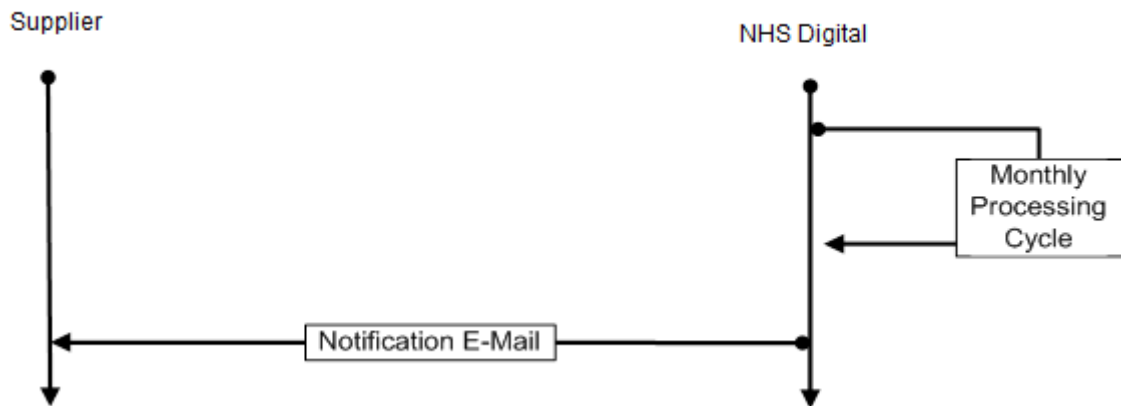 Supplier
NHS Digital
Monthly
Processing
Cycle
Notification E-Mail